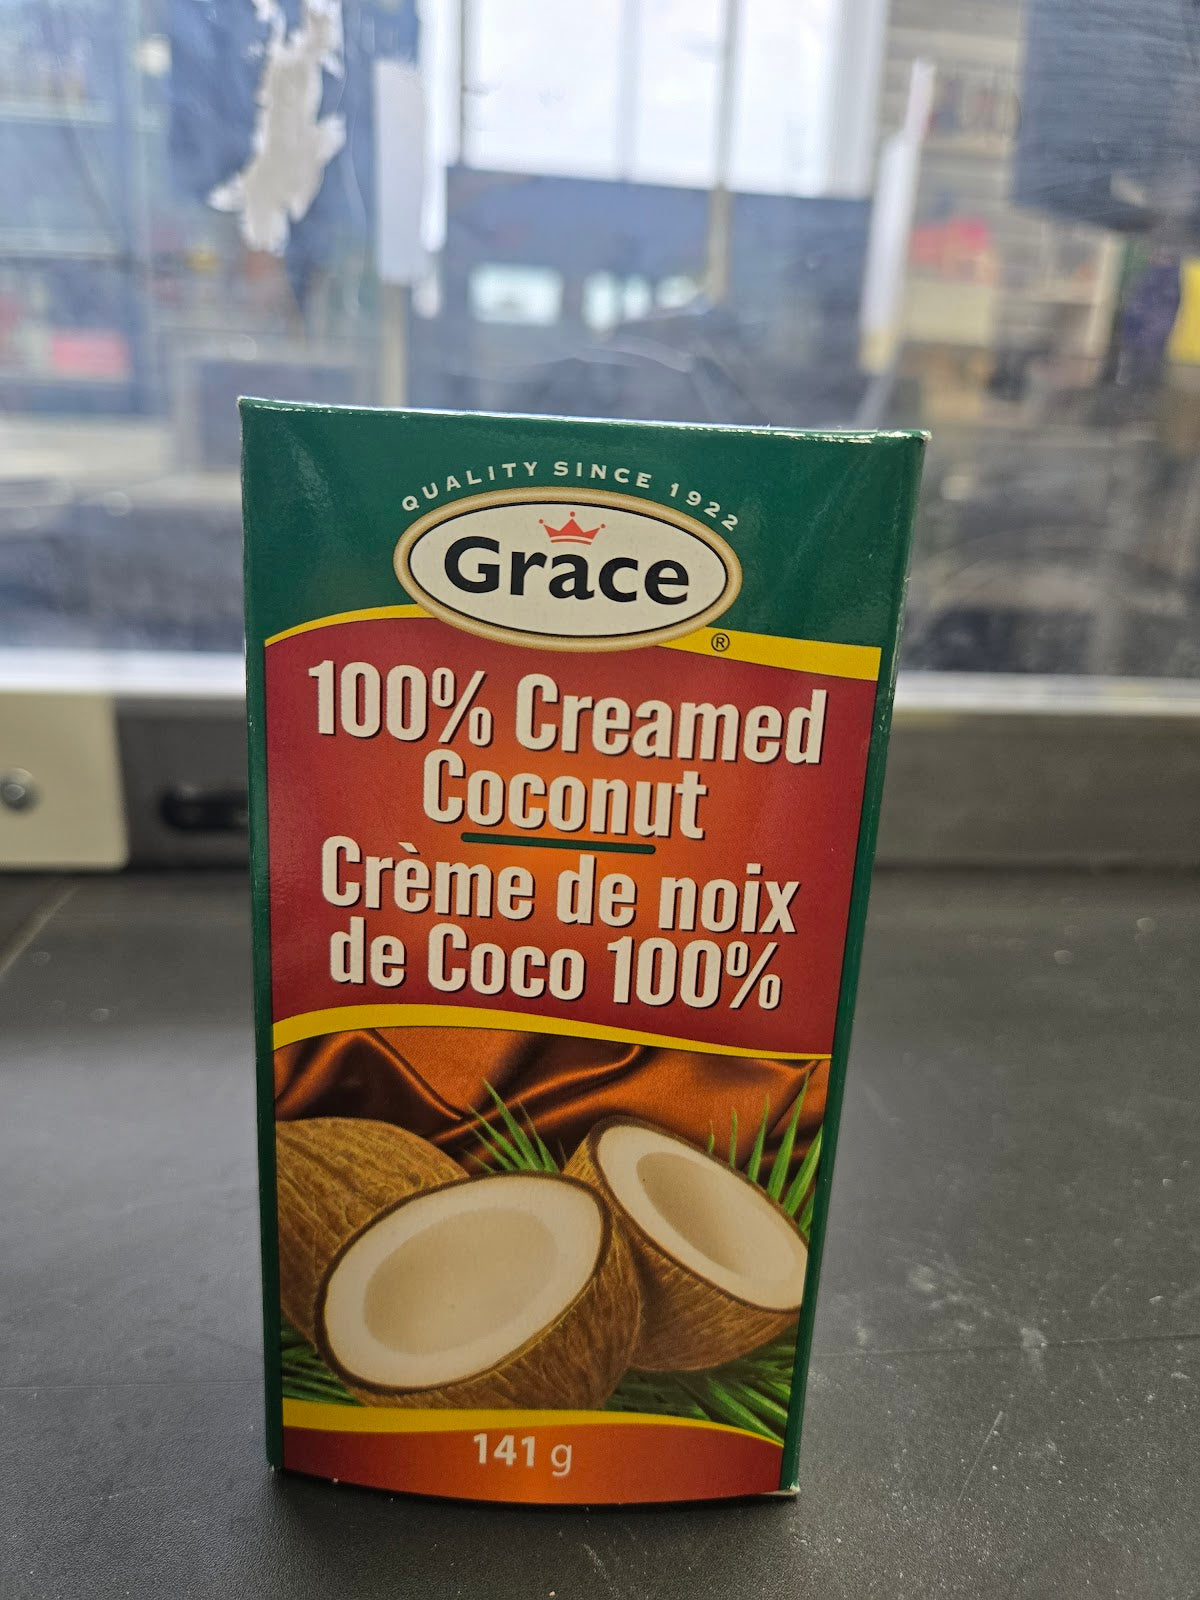 QUALITY SINCE 1922
Grace
®
100% Creamed
Coconut
Crème de noix
de Coco 100%
141 g